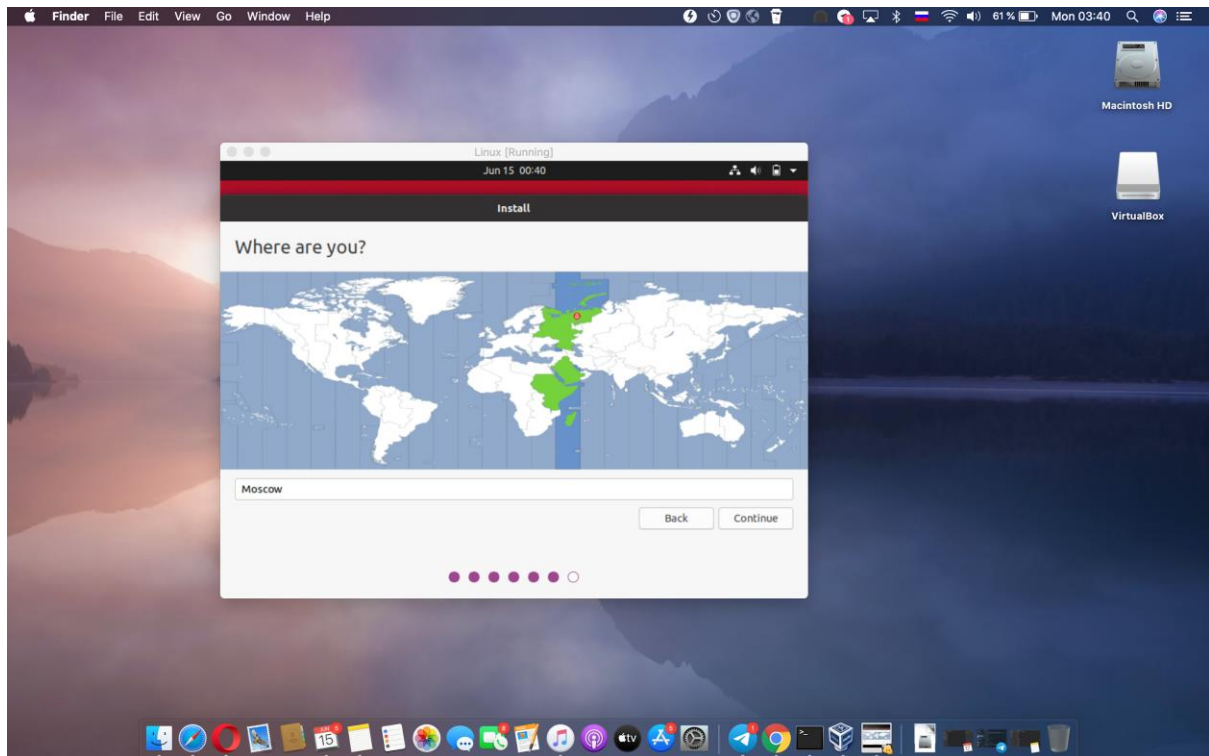 Finder File Edit View Go Window Help 61 % Mon 03:40
Macintosh HD
VirtualBox
Linux [Running]
Jun 15 00:40
Install
Where are you?
Moscow
Back Continue
15
tv